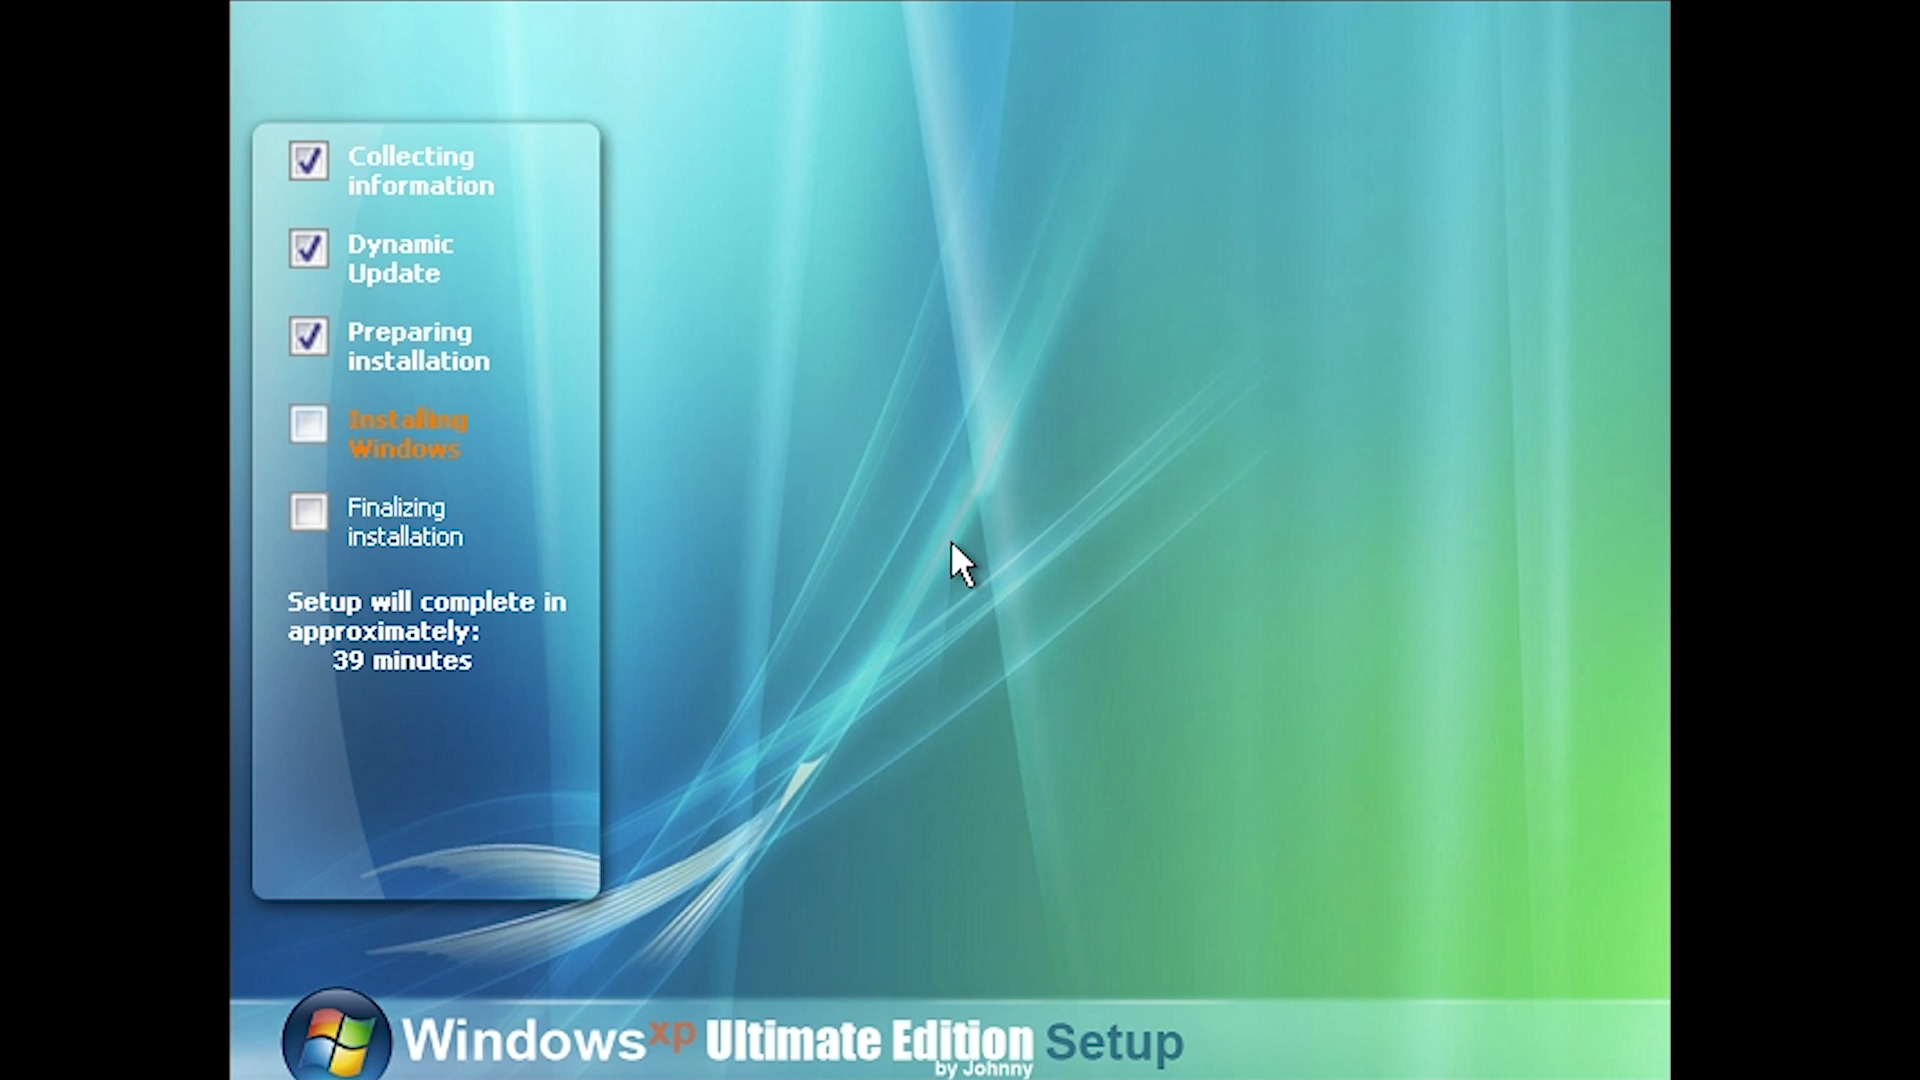 Collecting
information
Dynamic
Update
Preparing
installation
Installing
Windows
Finalizing
installation
Setup will complete in
approximately:
39 minutes
Windows xp Ultimate Edition Setup
by Johnny